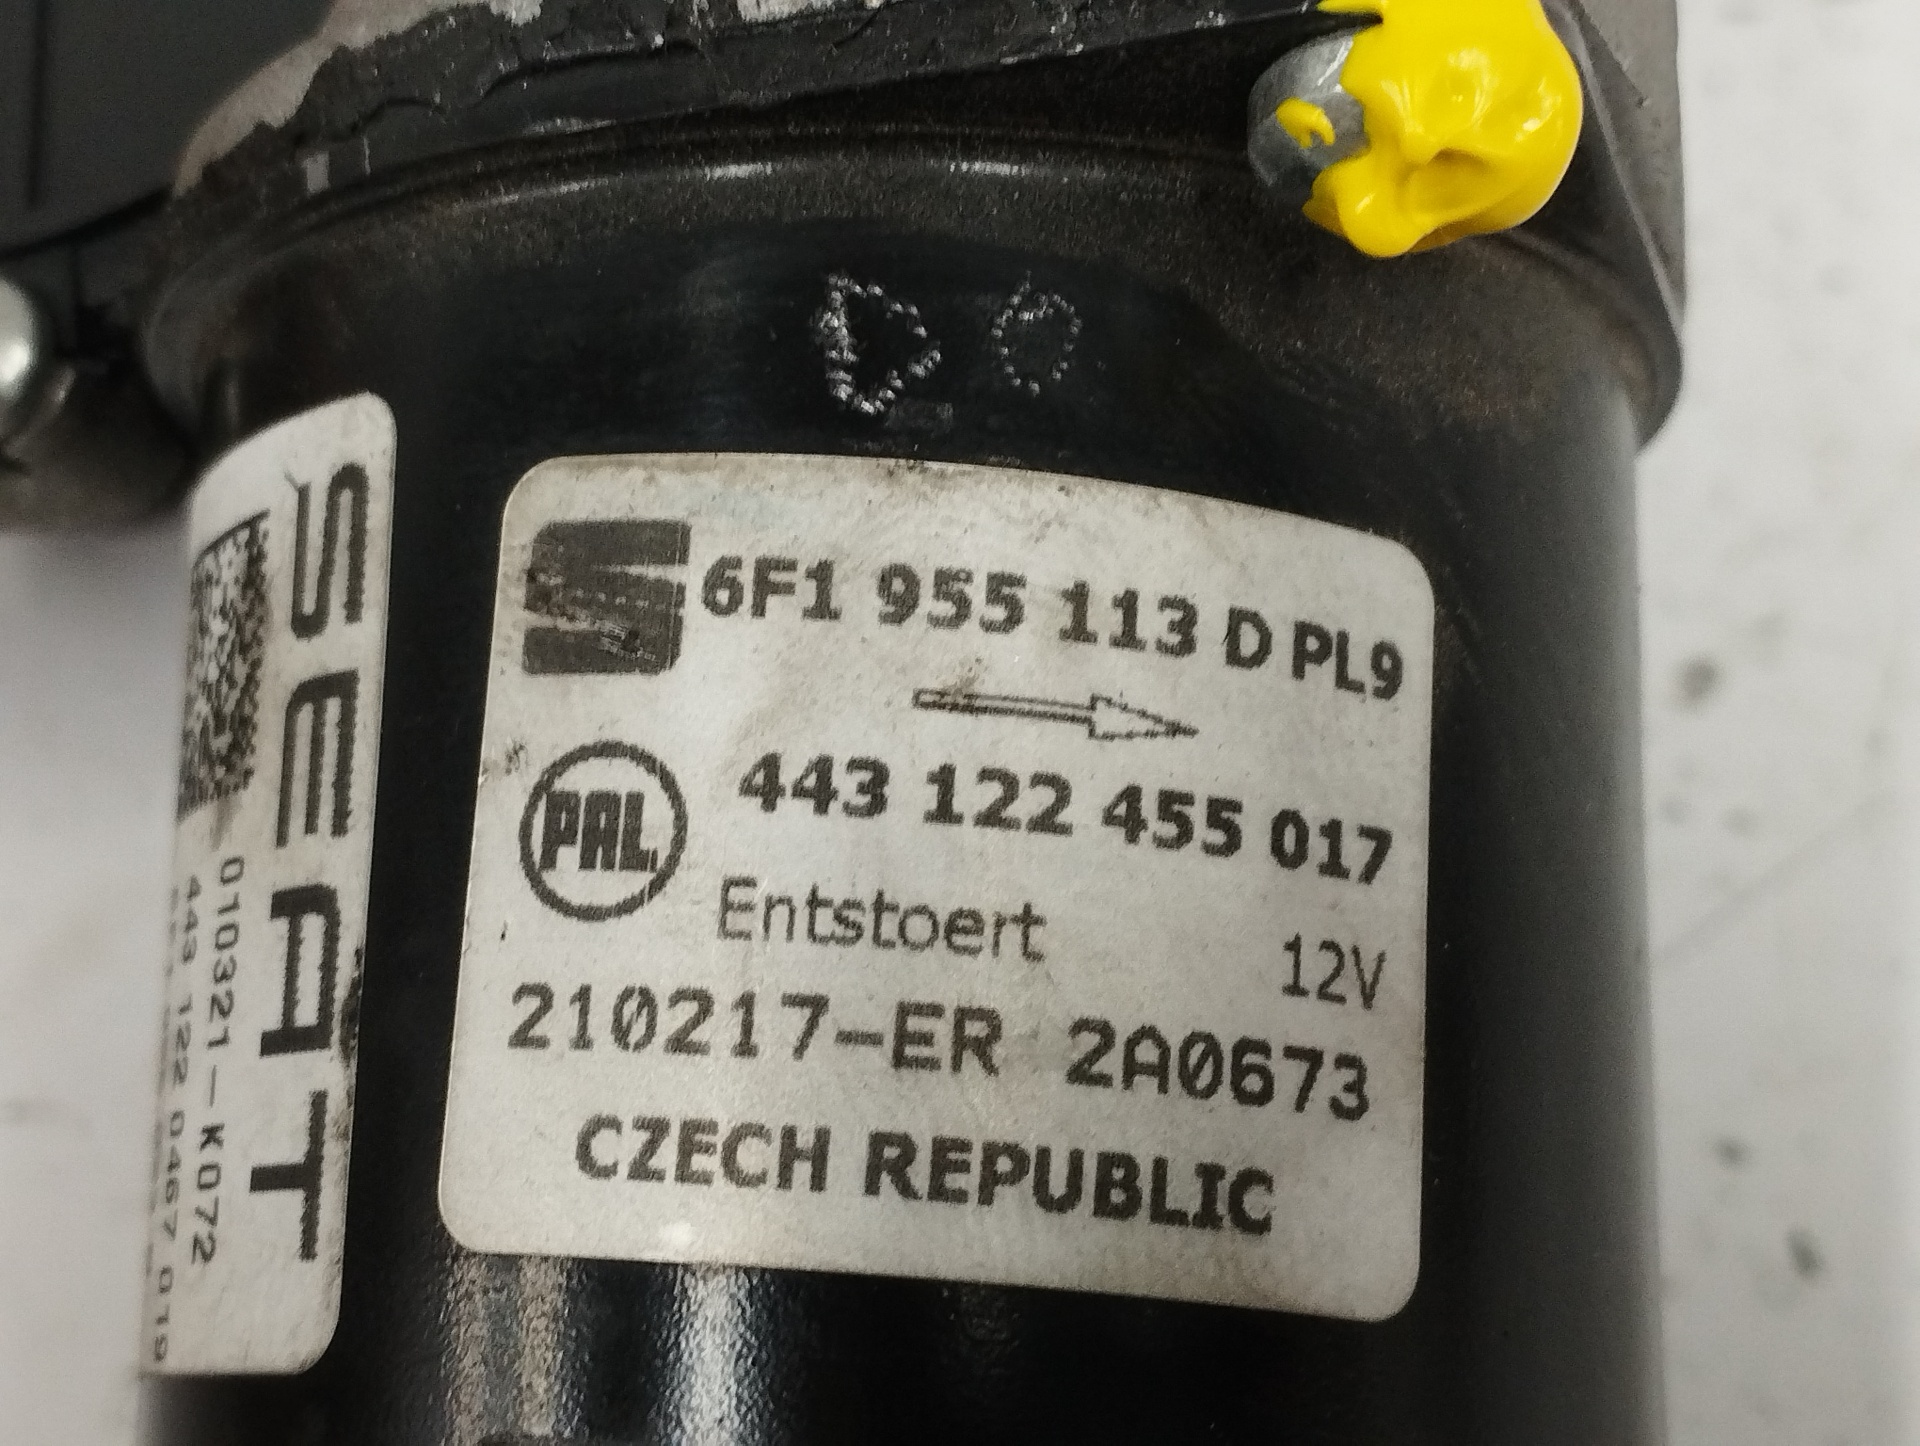 6F1 955 113 D PL9
PAL
443 122 455 017
Entstoert 12V
210217-ER 2A0673
CZECH REPUBLIC
SEAT
010321-K072
443 122 0467 019